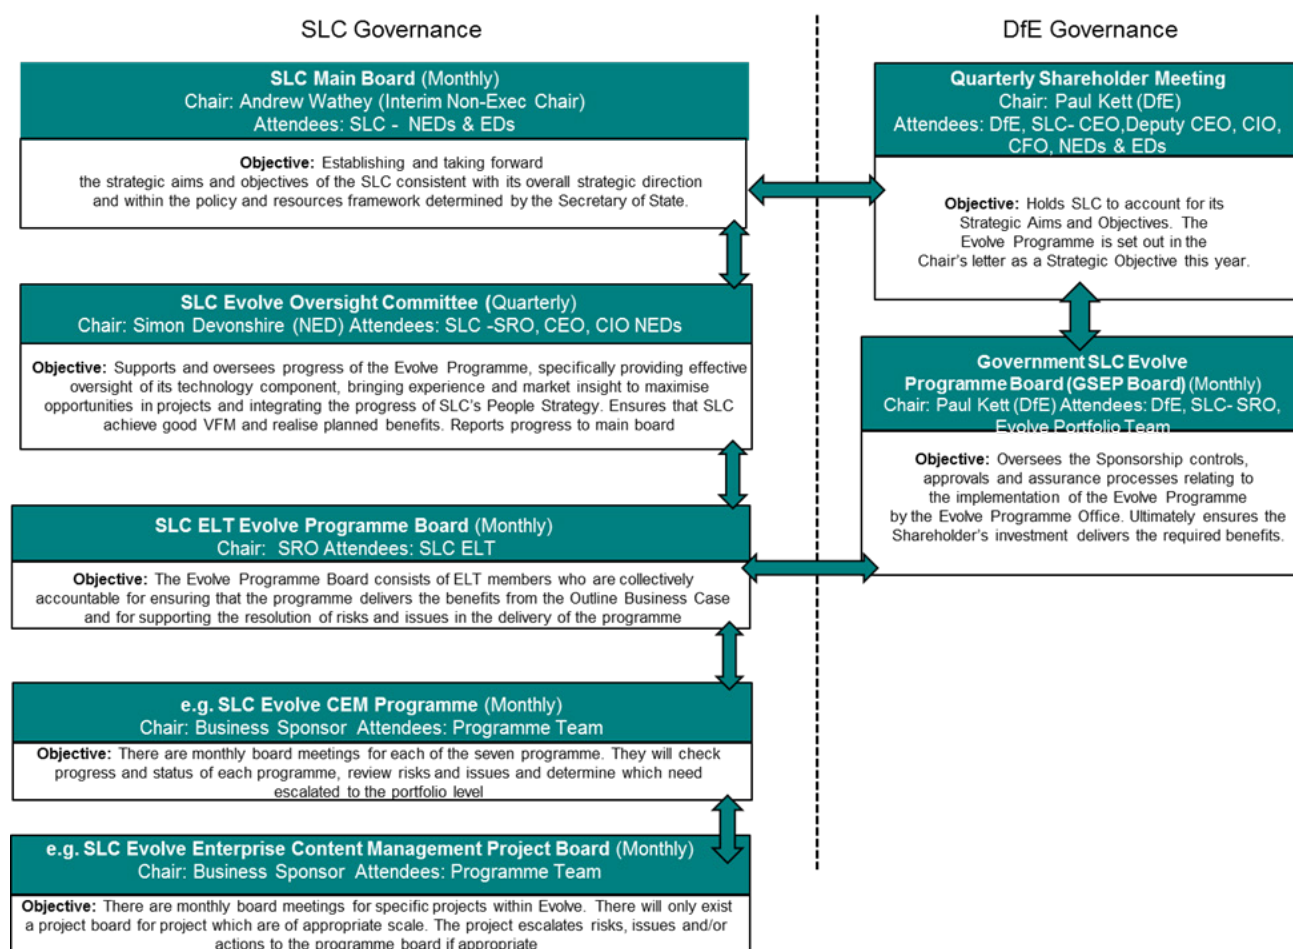 SLC Governance
SLC Main Board (Monthly)
Chair: Andrew Wathey (Interim Non-Exec Chair)
Attendees: SLC - NEDs & EDs
Objective: Establishing and taking forward
the strategic aims and objectives of the SLC consistent with its overall strategic direction
and within the policy and resources framework determined by the Secretary of State.
SLC Evolve Oversight Committee (Quarterly)
Chair: Simon Devonshire (NED) Attendees: SLC -SRO, CEO, CIO NEDs
Objective: Supports and oversees progress of the Evolve Programme, specifically providing effective
oversight of its technology component, bringing experience and market insight to maximise
opportunities in projects and integrating the progress of SLC's People Strategy. Ensures that SLC
achieve good VFM and realise planned benefits. Reports progress to main board
SLC ELT Evolve Programme Board (Monthly)
Chair: SRO Attendees: SLC ELT
Objective: The Evolve Programme Board consists of ELT members who are collectively
accountable for ensuring that the programme delivers the benefits from the Outline Business Case
and for supporting the resolution of risks and issues in the delivery of the programme
e.g. SLC Evolve CEM Programme (Monthly)
Chair: Business Sponsor Attendees: Programme Team
Objective: There are monthly board meetings for each of the seven programme. They will check
progress and status of each programme, review risks and issues and determine which need
escalated to the portfolio level
e.g. SLC Evolve Enterprise Content Management Project Board (Monthly)
Chair: Business Sponsor Attendees: Programme Team
Objective: There are monthly board meetings for specific projects within Evolve. There will only exist
a project board for project which are of appropriate scale. The project escalates risks, issues and/or
actions to the programme board if appropriate
DfE Governance
Quarterly Shareholder Meeting
Chair: Paul Kett (DfE)
Attendees: DfE, SLC- CEO,Deputy CEO, CIO,
CFO, NEDs & EDs
Objective: Holds SLC to account for its
Strategic Aims and Objectives. The
Evolve Programme is set out in the
Chair's letter as a Strategic Objective this year.
Government SLC Evolve
Programme Board (GSEP Board) (Monthly)
Chair: Paul Kett (DfE) Attendees: DfE, SLC- SRO,
Evolve Portfolio Team
Objective: Oversees the Sponsorship controls,
approvals and assurance processes relating to
the implementation of the Evolve Programme
by the Evolve Programme Office. Ultimately ensures the
Shareholder's investment delivers the required benefits.